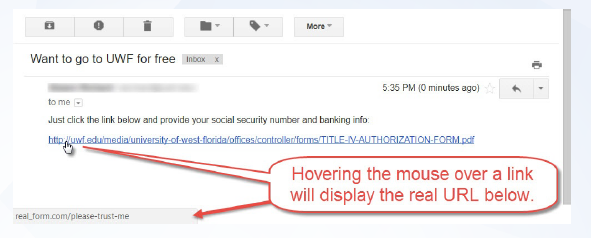 More
Want to go to UWF for free Inbox x
5:35 PM (0 minutes ago)
to me
Just click the link below and provide your social security number and banking info:
http://uwf.edu/media/university-of-west-florida/offices/controller/forms/TITLE-IV-AUTHORIZATION-FORM.pdf
Hovering the mouse over a link
will display the real URL below.
real_form.com/please-trust-me